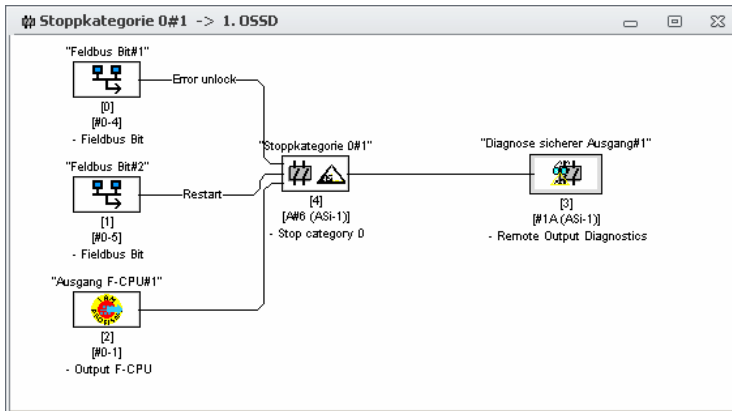 Stoppkategorie 0#1 -> 1. OSSD
"Feldbus Bit#1"
Error unlock
[0]
[#0-4]
- Fieldbus Bit
"Feldbus Bit#2"
Restart
[1]
[#0-5]
- Fieldbus Bit
"Ausgang F-CPU#1"
[2]
[#0-1]
- Output F-CPU
"Stoppkategorie 0#1"
[4]
[A#6 (ASi-1)]
- Stop category 0
"Diagnose sicherer Ausgang#1"
[3]
[#1A (ASi-1)]
- Remote Output Diagnostics